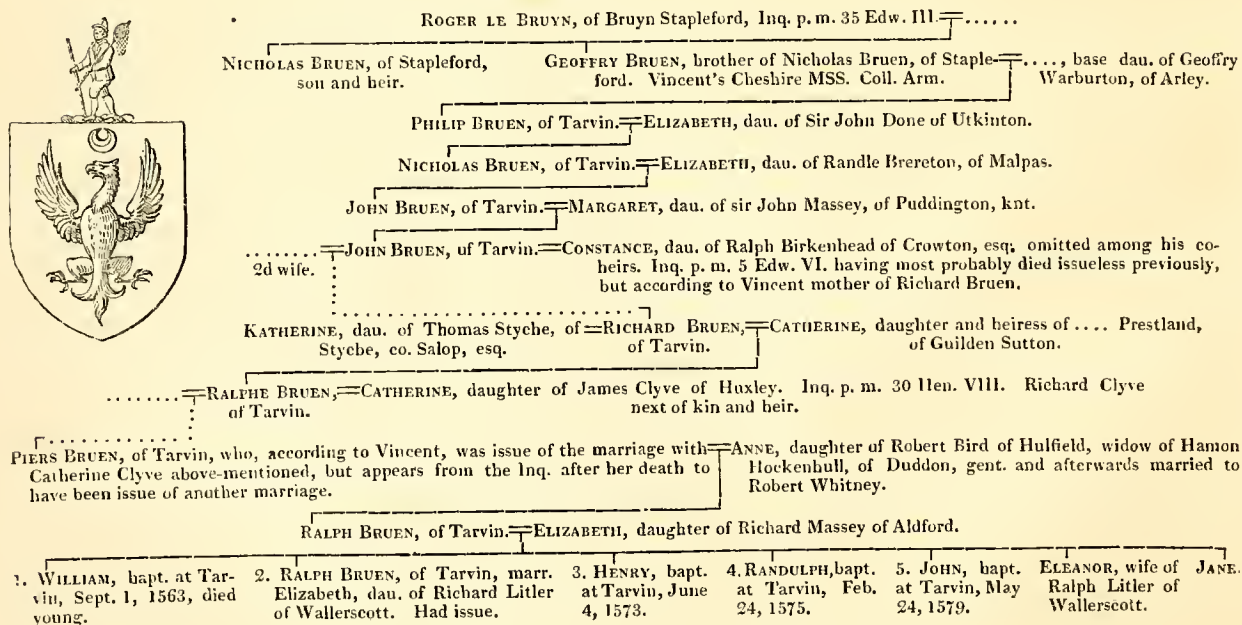 ROGER LE BRUYN, of Bruyn Stapleford, Inq. p. m. 35 Edw. III.=......
NICHOLAS BRUEN, of Stapleford,
son and heir.
GEOFFRY BRUEN, brother of Nicholas Bruen, of Staple-
ford. Vincent's Cheshire MSS. Coll. Arm.
=...., base dau. of Geoffry
Warburton, of Arley.
PHILIP BRUEN, of Tarvin.=ELIZABETH, dau. of Sir John Done of Utkinton.
NICHOLAS BRUEN, of Tarvin.=ELIZABETH, dau. of Randle Brereton, of Malpas.
JOHN BRUEN, of Tarvin.=MARGARET, dau. of sir John Massey, of Puddington, knt.
.......=JOHN BRUEN, of Tarvin.=CONSTANCE, dau. of Ralph Birkenhead of Crowton, esq; omitted among his co-
2d wife.
heirs. Inq. p. m. 5 Edw. VI. having most probably died issueless previously,
but according to Vincent mother of Richard Bruen.
KATHERINE, dau. of Thomas Styche, of
Styche, co. Salop, esq.
=RICHARD BRUEN,
of Tarvin.
=CATHERINE, daughter and heiress of .... Prestland,
of Guilden Sutton.
........=RALPHE BRUEN,
of Tarvin.
=CATHERINE, daughter of James Clyve of Huxley. Inq. p. m. 30 Hen. VIII. Richard Clyve
next of kin and heir.
PIERS BRUEN, of Tarvin, who, according to Vincent, was issue of the marriage with
Catherine Clyve above-mentioned, but appears from the Inq. after her death to
have been issue of another marriage.
=ANNE, daughter of Robert Bird of Hulfield, widow of Hamon
Hockenhull, of Duddon, gent. and afterwards married to
Robert Whitney.
RALPH BRUEN, of Tarvin.=ELIZABETH, daughter of Richard Massey of Aldford.
1. WILLIAM, bapt. at Tar-
vin, Sept. 1, 1563, died
young.
2. RALPH BRUEN, of Tarvin, marr.
Elizabeth, dau. of Richard Litler
of Wallerscott. Had issue.
3. HENRY, bapt.
at Tarvin, June
4, 1573.
4. RANDULPH, bapt.
at Tarvin, Feb.
24, 1575.
5. JOHN, bapt.
at Tarvin, May
24, 1579.
ELEANOR, wife of
Ralph Litler of
Wallerscott.
JANE.